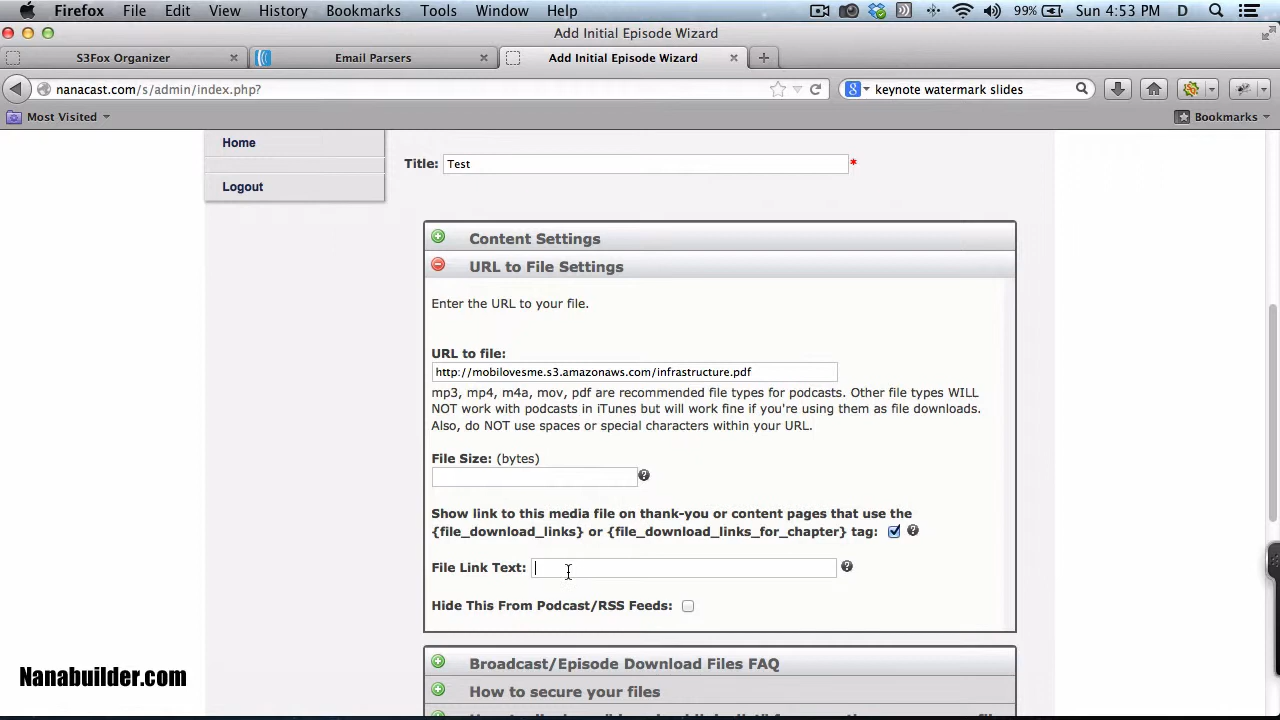 Firefox File Edit View History Bookmarks Tools Window Help 99% Sun 4:53 PM D
Add Initial Episode Wizard
S3Fox Organizer Email Parsers Add Initial Episode Wizard
nanacast.com/s/admin/index.php? keynote watermark slides
Most Visited Bookmarks
Home
Title: Test *
Logout
Content Settings
URL to File Settings
Enter the URL to your file.
URL to file:
http://mobilovesme.s3.amazonaws.com/infrastructure.pdf
mp3, mp4, m4a, mov, pdf are recommended file types for podcasts. Other file types WILL
NOT work with podcasts in iTunes but will work fine if you're using them as file downloads.
Also, do NOT use spaces or special characters within your URL.
File Size: (bytes)
Show link to this media file on thank-you or content pages that use the
{file_download_links} or {file_download_links_for_chapter} tag:
File Link Text:
Hide This From Podcast/RSS Feeds:
Broadcast/Episode Download Files FAQ
Nanabuilder.com
How to secure your files